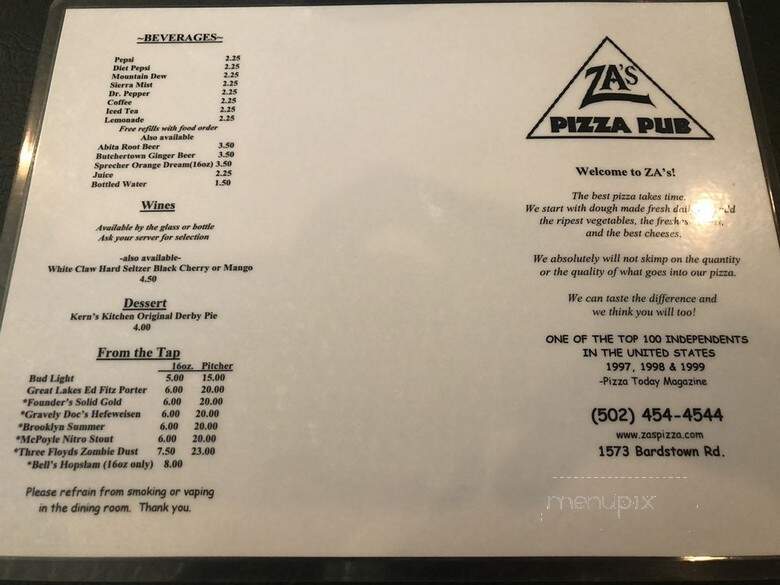 ~BEVERAGES~
Pepsi 2.25
Diet Pepsi 2.25
Mountain Dew 2.25
Sierra Mist 2.25
Dr. Pepper 2.25
Coffee 2.25
Iced Tea 2.25
Lemonade 2.25
Free refills with food order
Also available
Abita Root Beer 3.50
Butchertown Ginger Beer 3.50
Sprecher Orange Dream(16oz) 3.50
Juice 2.25
Bottled Water 1.50
Wines
Available by the glass or bottle
Ask your server for selection
-also available-
White Claw Hard Seltzer Black Cherry or Mango
4.50
Dessert
Kern's Kitchen Original Derby Pie
4.00
From the Tap
16oz. Pitcher
Bud Light 5.00 15.00
Great Lakes Ed Fitz Porter 6.00 20.00
*Founder's Solid Gold 6.00 20.00
*Gravely Doc's Hefeweisen 6.00 20.00
*Brooklyn Summer 6.00 20.00
*McPoyle Nitro Stout 6.00 20.00
*Three Floyds Zombie Dust 7.50 23.00
*Bell's Hopslam (16oz only) 8.00
Please refrain from smoking or vaping
in the dining room. Thank you.
ZA'S
PIZZA PUB
Welcome to ZA's!
The best pizza takes time.
We start with dough made fresh
the ripest vegetables, the
and the best cheeses.
We absolutely will not skimp on the quantity
or the quality of what goes into our pizza.
We can taste the difference and
we think you will too!
ONE OF THE TOP 100 INDEPENDENTS
IN THE UNITED STATES
1997, 1998 & 1999
-Pizza Today Magazine
(502) 454-4544
www.zaspizza.com
1573 Bardstown Rd.
menupix